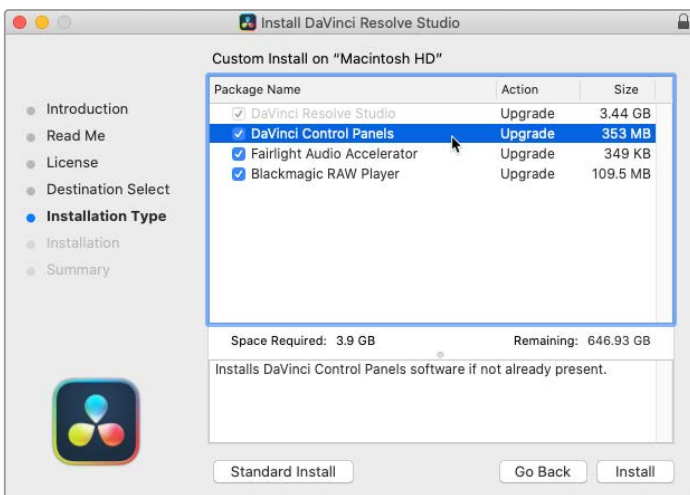 Install DaVinci Resolve Studio
Custom Install on “Macintosh HD”
Introduction
Read Me
License
Destination Select
Installation Type
Installation
Summary
Package Name Action Size
DaVinci Resolve Studio Upgrade 3.44 GB
DaVinci Control Panels Upgrade 353 MB
Fairlight Audio Accelerator Upgrade 349 KB
Blackmagic RAW Player Upgrade 109.5 MB
Space Required: 3.9 GB Remaining: 646.93 GB
Installs DaVinci Control Panels software if not already present.
Standard Install Go Back Install